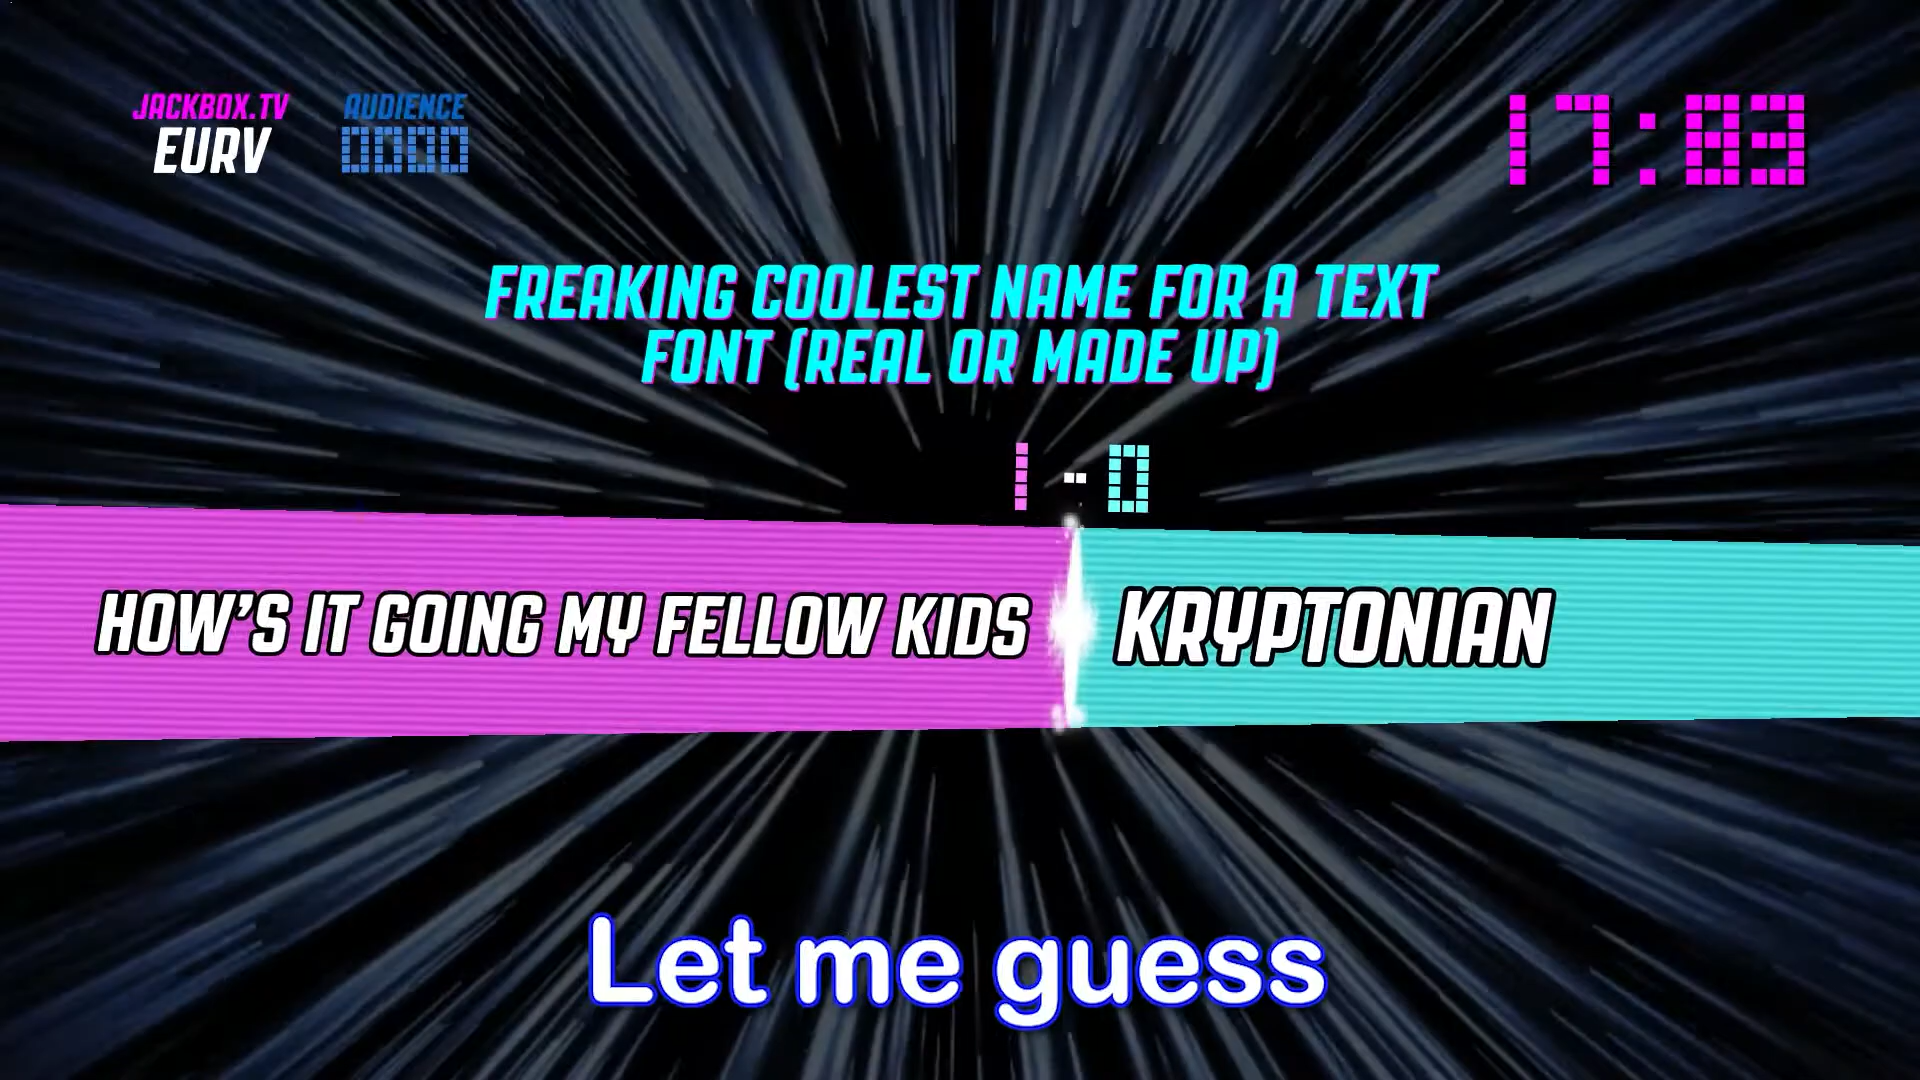 JACKBOX.TV
EURV
AUDIENCE
0000
17:83
FREAKING COOLEST NAME FOR A TEXT
FONT (REAL OR MADE UP)
1 - 0
HOW'S IT GOING MY FELLOW KIDS
KRYPTONIAN
Let me guess